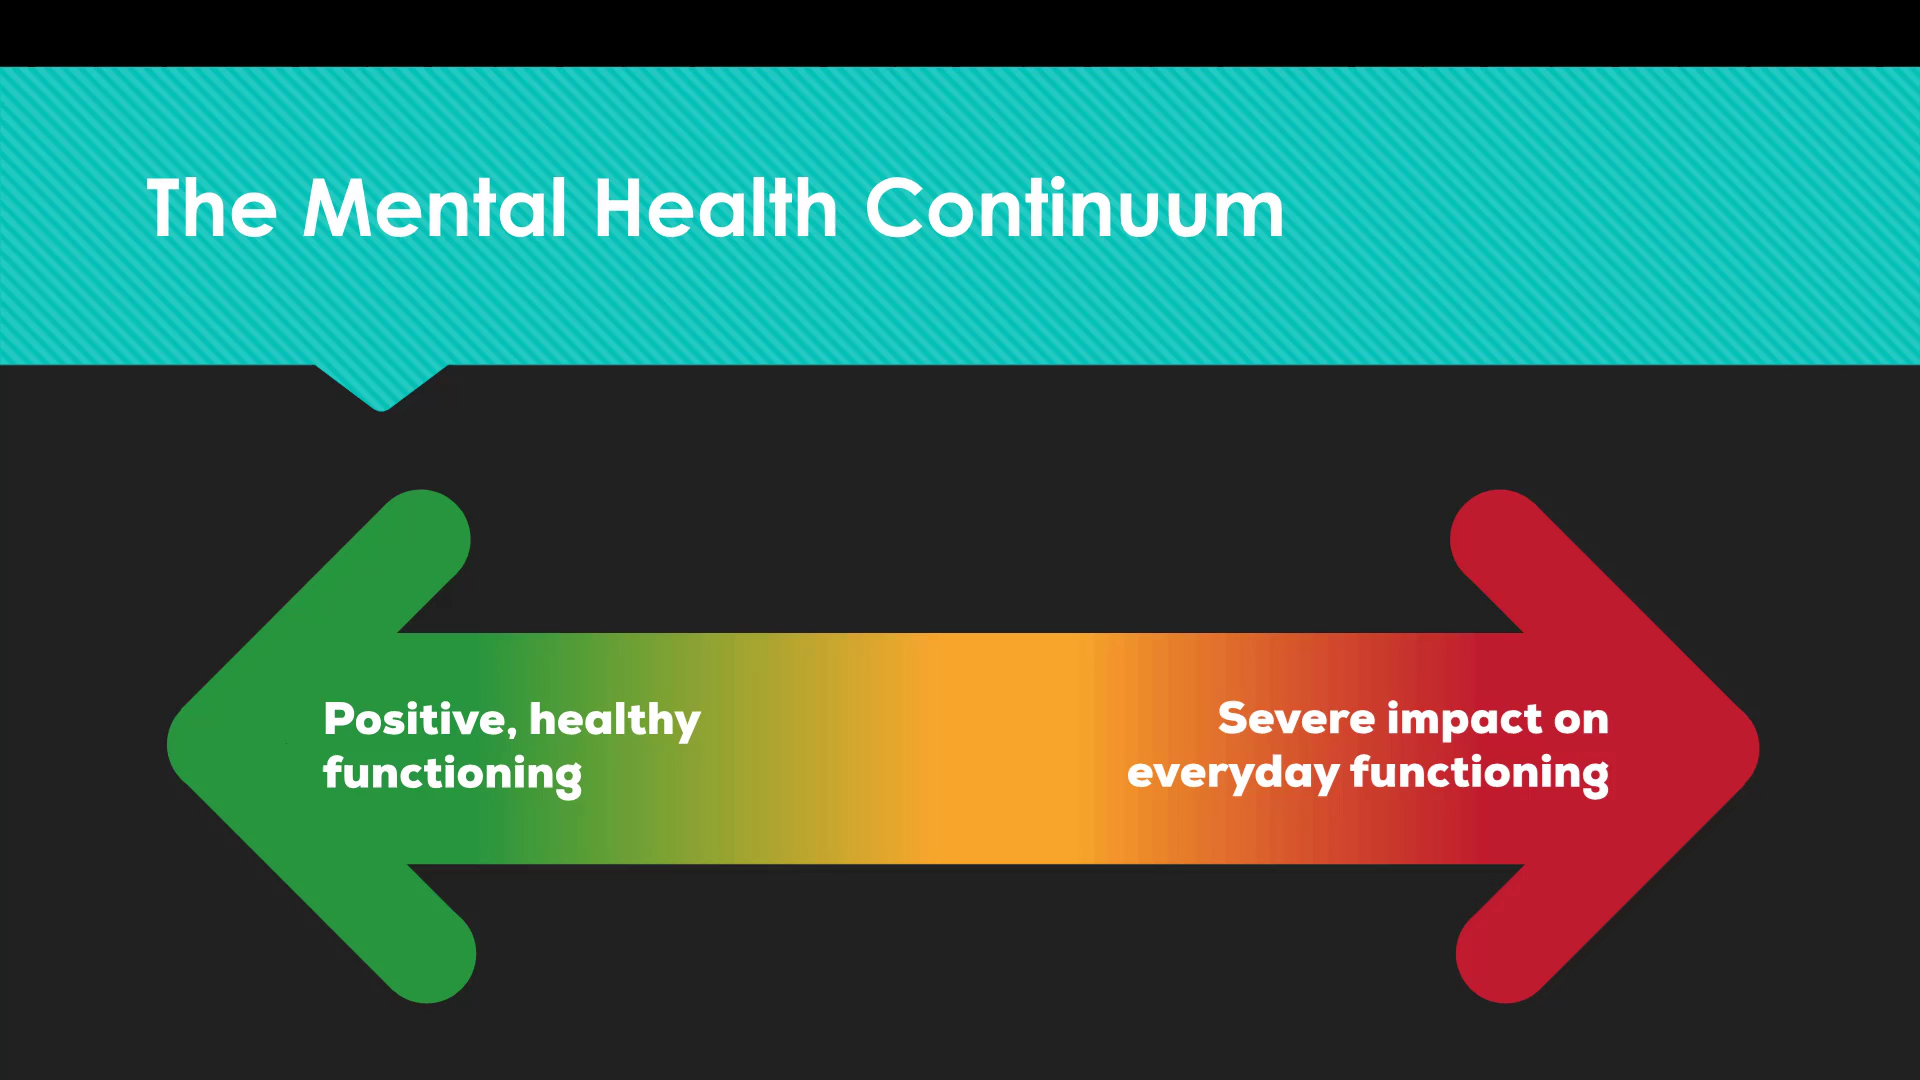 The Mental Health Continuum
Positive, healthy
functioning
Severe impact on
everyday functioning